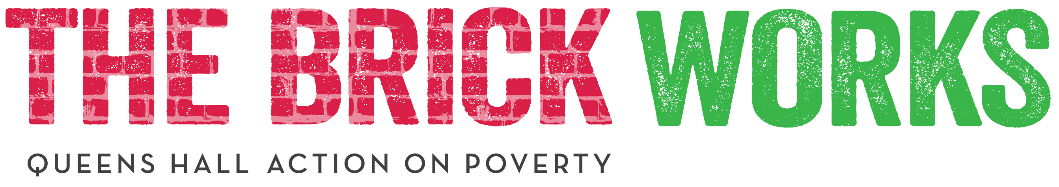 THE BRICK WORKS
QUEENS HALL ACTION ON POVERTY